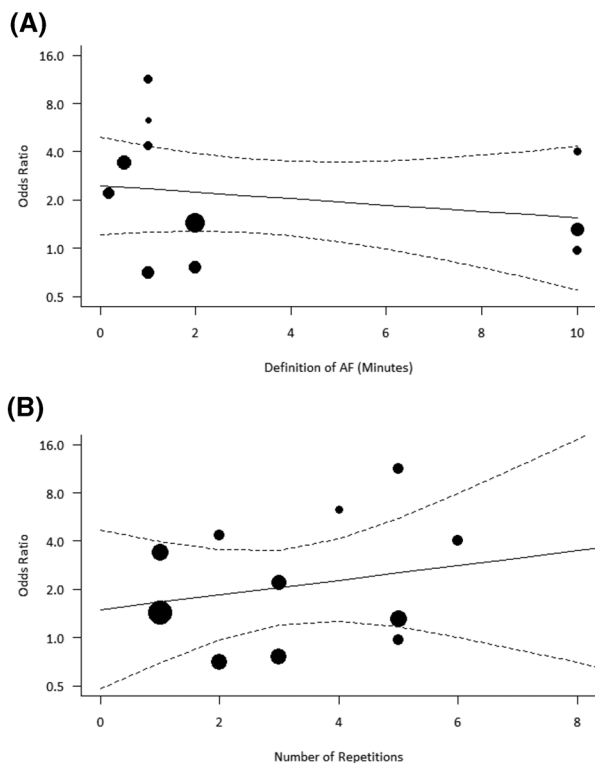 (A)
16.0
8.0
4.0
2.0
1.0
0.5
Odds Ratio
0 2 4 6 8 10
Definition of AF (Minutes)
(B)
16.0
8.0
4.0
2.0
1.0
0.5
Odds Ratio
0 2 4 6 8
Number of Repetitions